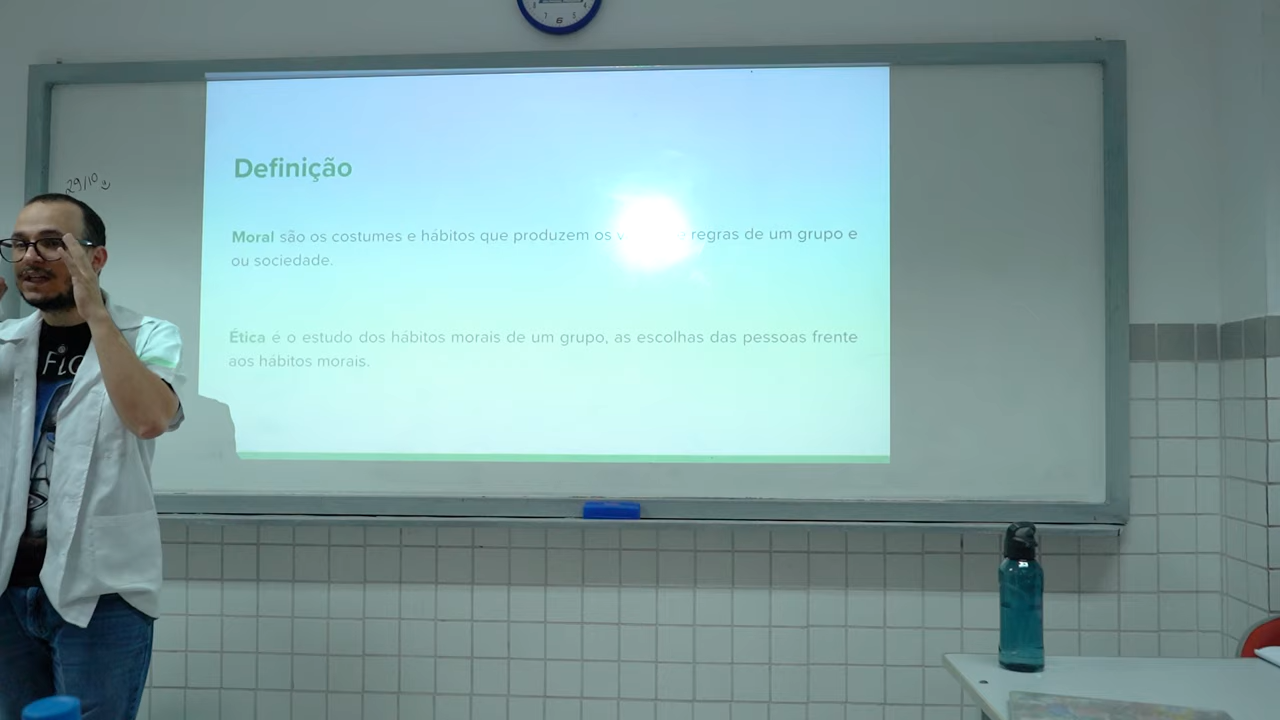 29/10
Definição
Moral são os costumes e hábitos que produzem os regras de um grupo e
ou sociedade.
Ética é o estudo dos hábitos morais de um grupo, as escolhas das pessoas frente
aos hábitos morais.